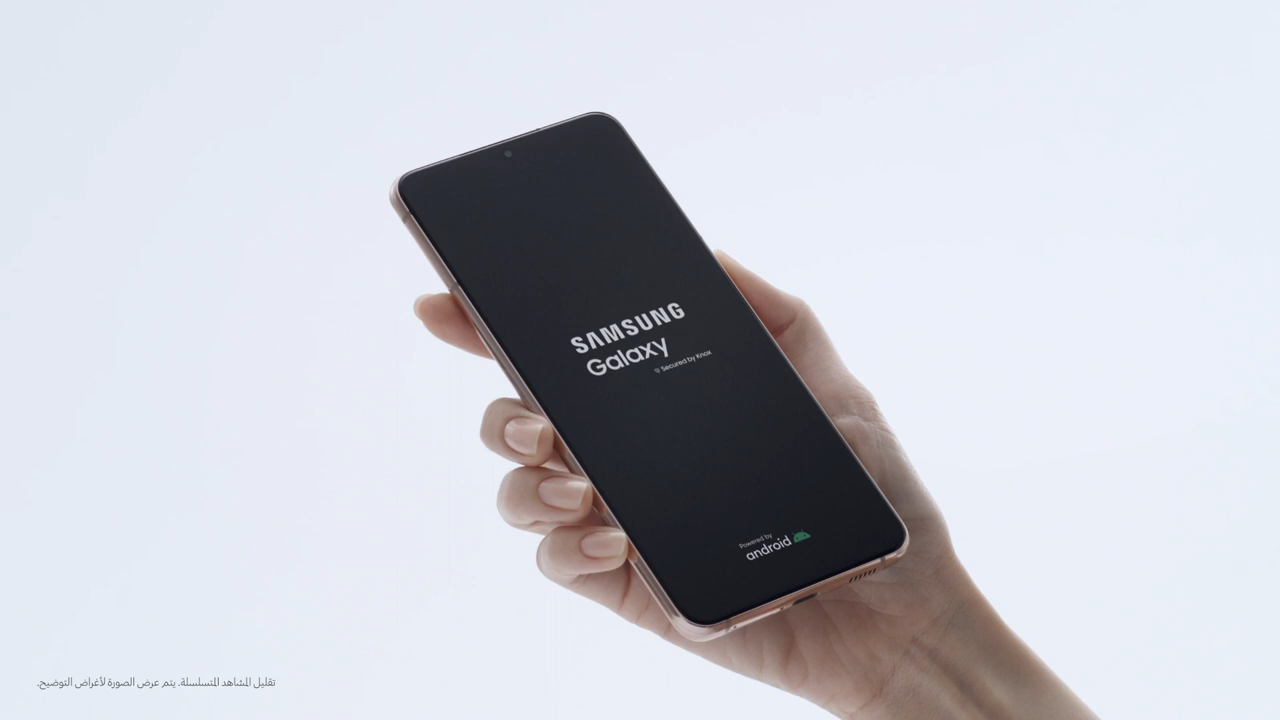 SAMSUNG
Galaxy
Secured by Knox
Powered by
android
تقليل المشاهد المتسلسلة. يتم عرض الصورة لأغراض التوضيح.